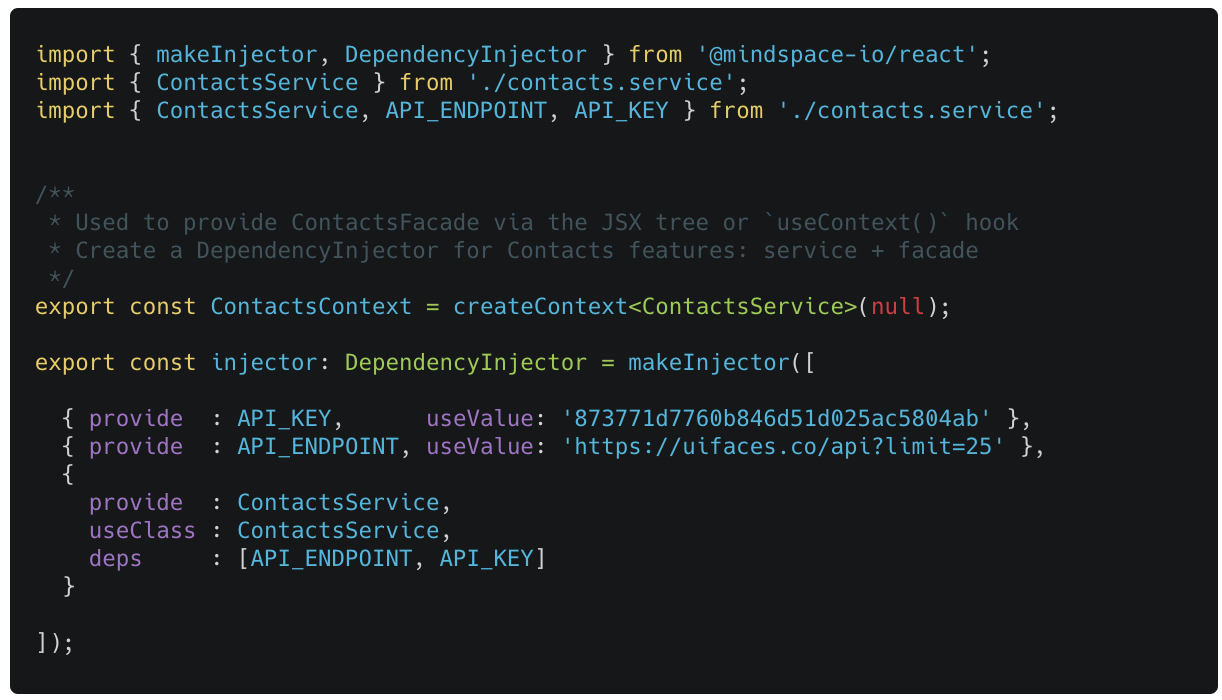 import { makeInjector, DependencyInjector } from '@mindspace-io/react';
import { ContactsService } from './contacts.service';
import { ContactsService, API_ENDPOINT, API_KEY } from './contacts.service';
/**
 * Used to provide ContactsFacade via the JSX tree or `useContext()` hook
 * Create a DependencyInjector for Contacts features: service + facade
 */
export const ContactsContext = createContext<ContactsService>(null);
export const injector: DependencyInjector = makeInjector([
  { provide  : API_KEY,      useValue: '873771d7760b846d51d025ac5804ab' },
  { provide  : API_ENDPOINT, useValue: 'https://uifaces.co/api?limit=25' },
  {
    provide  : ContactsService,
    useClass : ContactsService,
    deps     : [API_ENDPOINT, API_KEY]
  }
]);